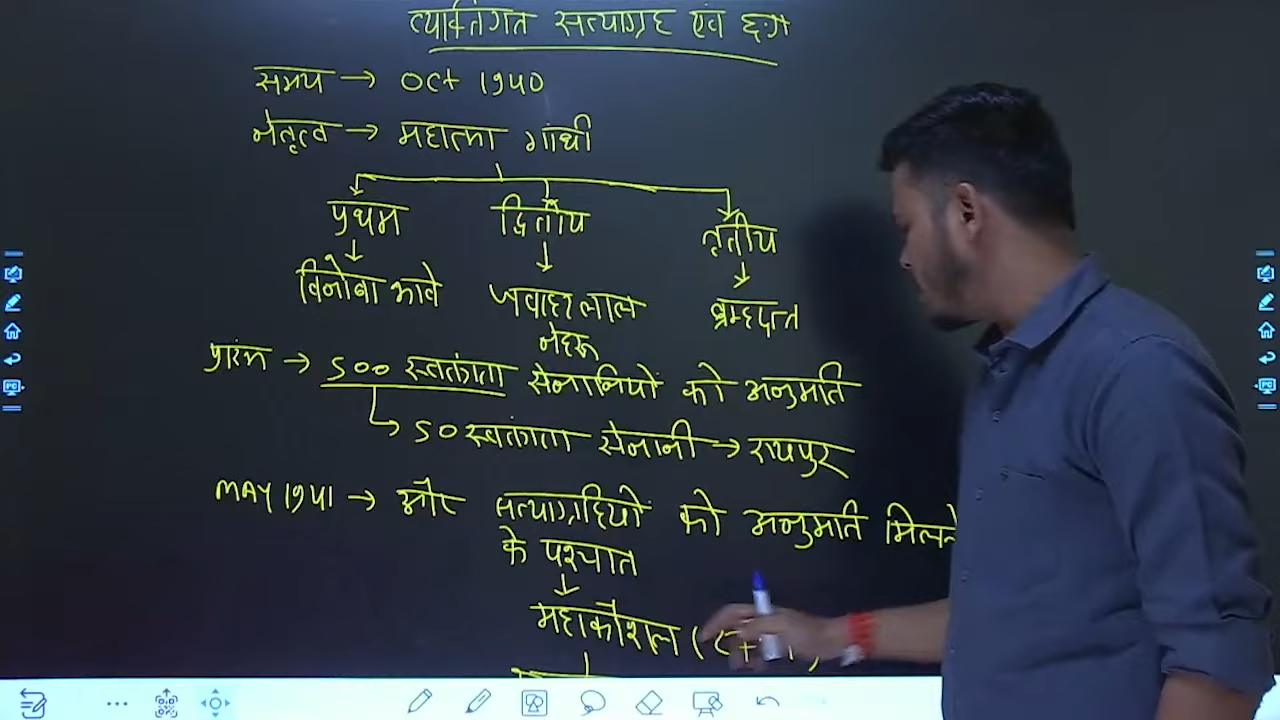 व्यक्तिगत सत्याग्रह एवं छ.ग
समय → Oct 1940
नेतृत्व → महात्मा गांधी
प्रथम द्वितीय तृतीय
विनोबा भावे जवाहर लाल नेहरू ब्रम्हदत्त
प्रारंभ → 500 स्वतंत्रता सेनानियों को अनुमति
50 स्वतंत्रता सेनानी → रायपुर
MAY 1941 → और सत्याग्रहियों को अनुमति मिलने
के पश्चात
महाकौशल